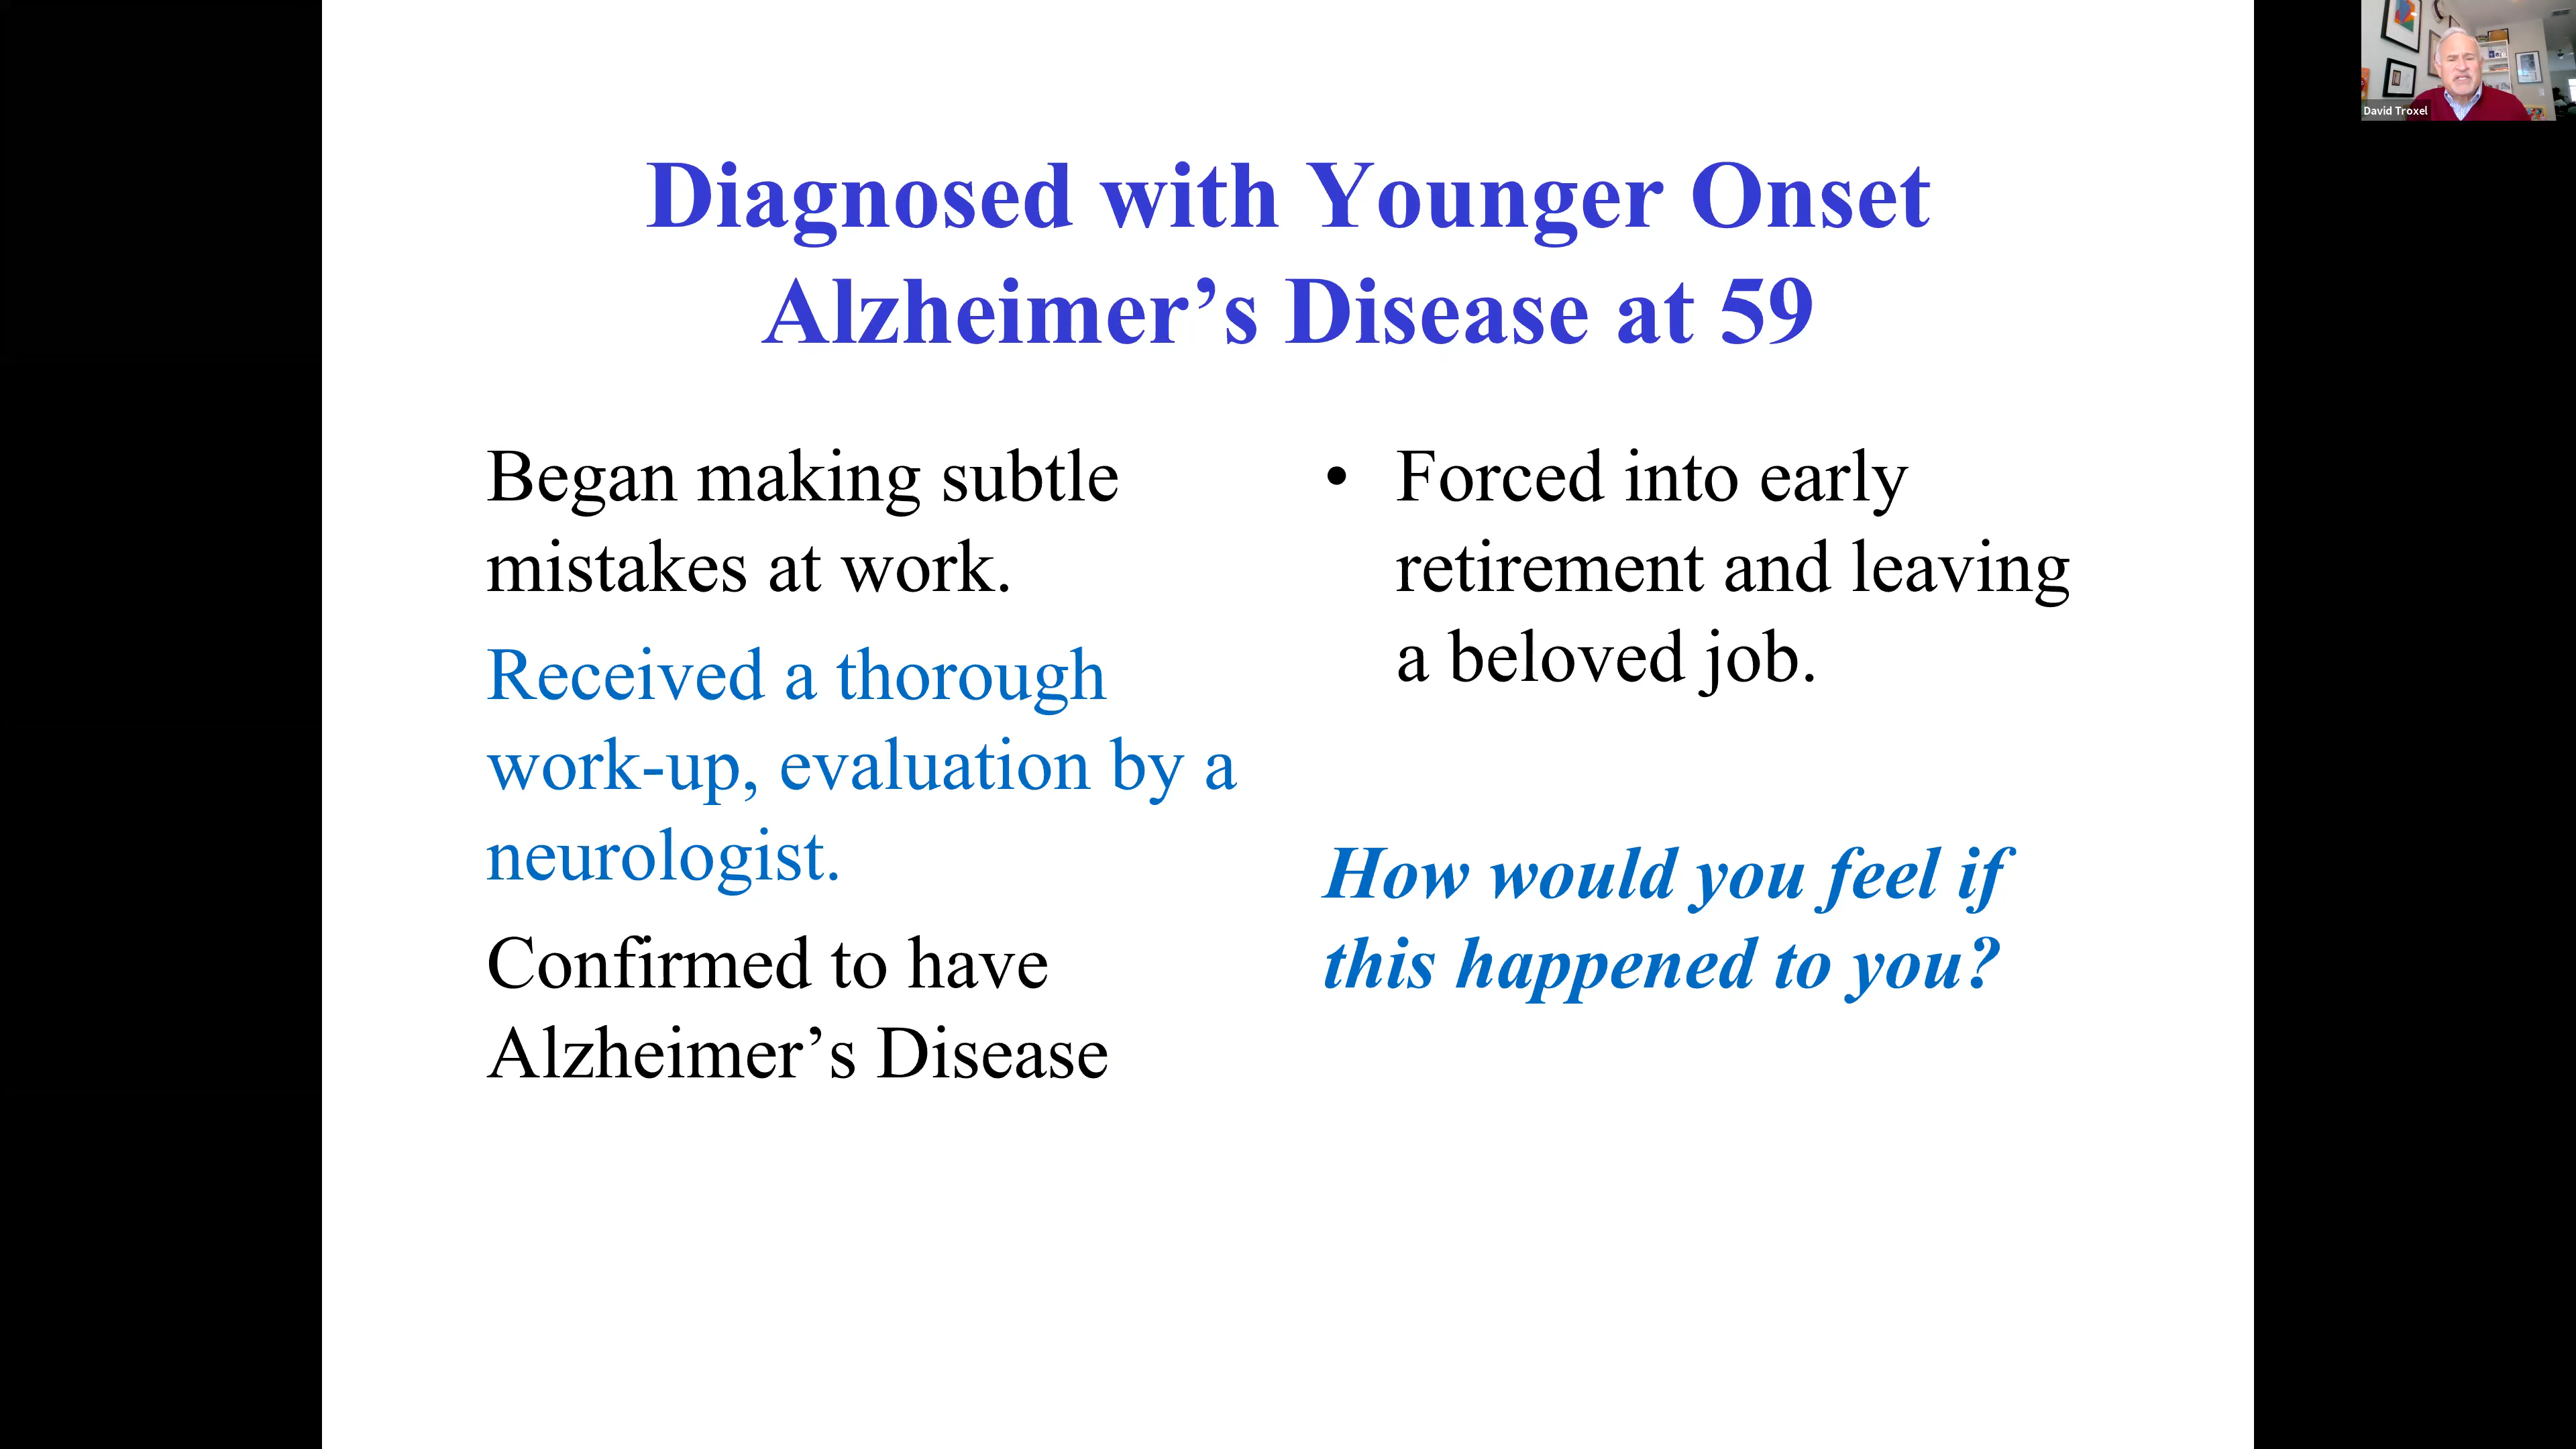 Diagnosed with Younger Onset
Alzheimer’s Disease at 59
Began making subtle
mistakes at work.
Received a thorough
work-up, evaluation by a
neurologist.
Confirmed to have
Alzheimer’s Disease
• Forced into early
retirement and leaving
a beloved job.
How would you feel if
this happened to you?
David Troxel